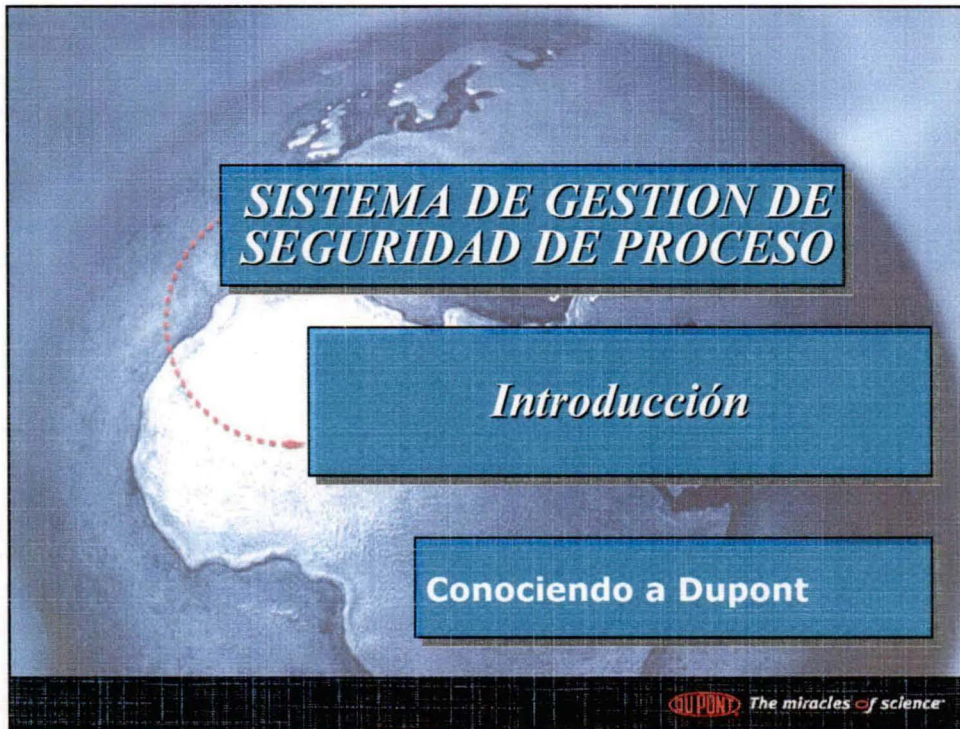 SISTEMA DE GESTION DE
SEGURIDAD DE PROCESO
Introducción
Conociendo a Dupont
DUPONT The miracles of science